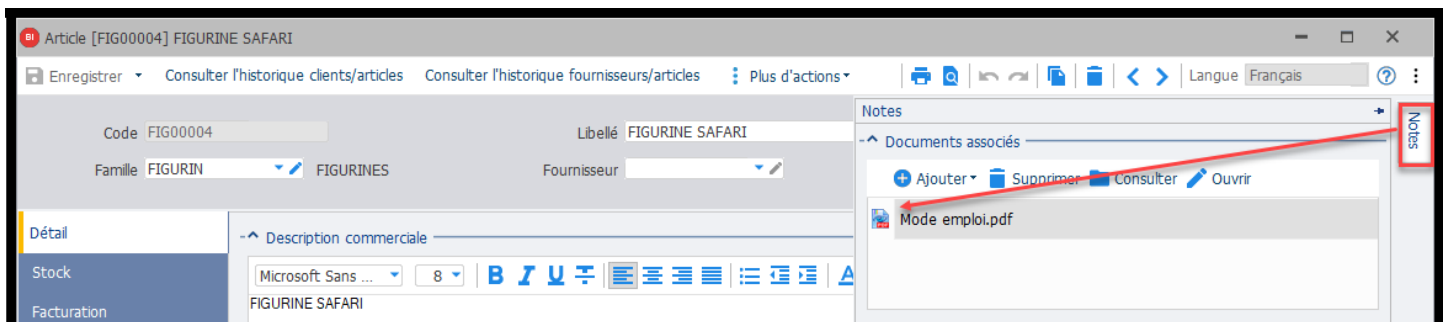 BI Article [FIG00004] FIGURINE SAFARI
Enregistrer Consulter l'historique clients/articles Consulter l'historique fournisseurs/articles Plus d'actions Langue Français
Notes
Notes
Code FIG00004 Libellé FIGURINE SAFARI
Documents associés
Famille FIGURIN FIGURINES Fournisseur
Ajouter Supprimer Consulter Ouvrir
Mode emploi.pdf
Détail
Description commerciale
Stock
Microsoft Sans ... 8 B I U T A
FIGURINE SAFARI
Facturation